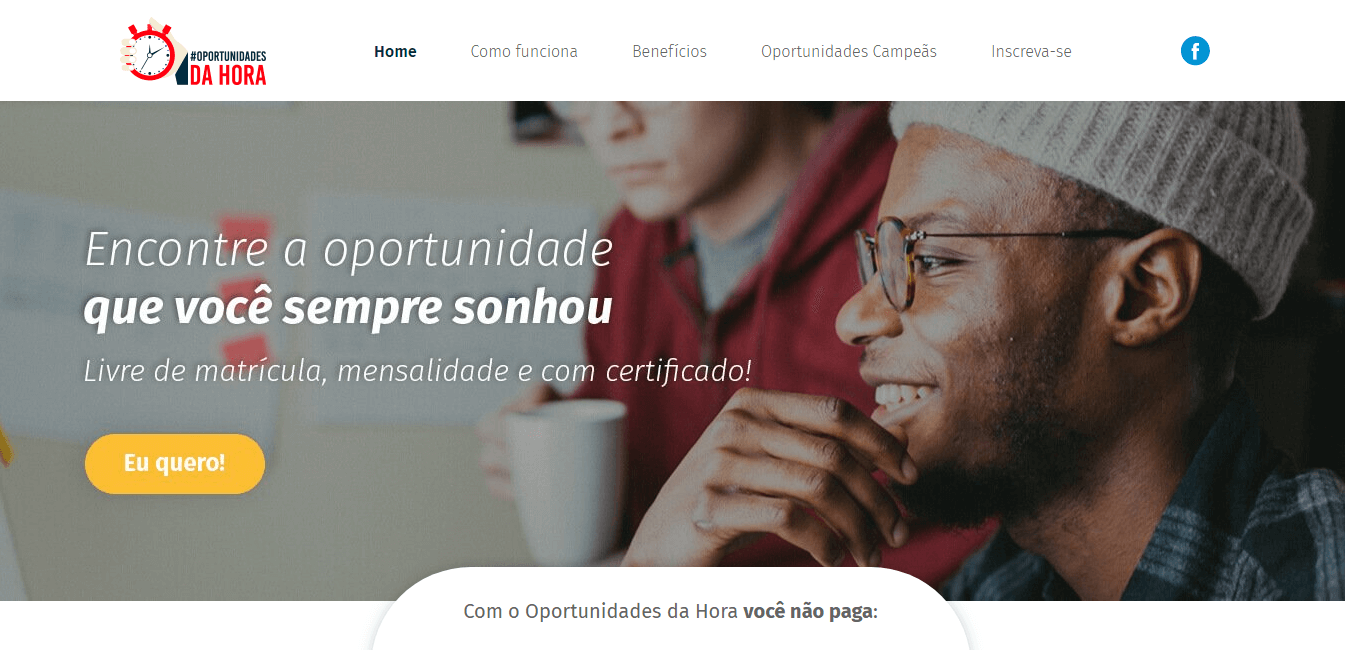 #OPORTUNIDADES
DA HORA
Home
Como funciona
Benefícios
Oportunidades Campeãs
Inscreva-se
f
Encontre a oportunidade
que você sempre sonhou
Livre de matrícula, mensalidade e com certificado!
Eu quero!
Com o Oportunidades da Hora você não paga: